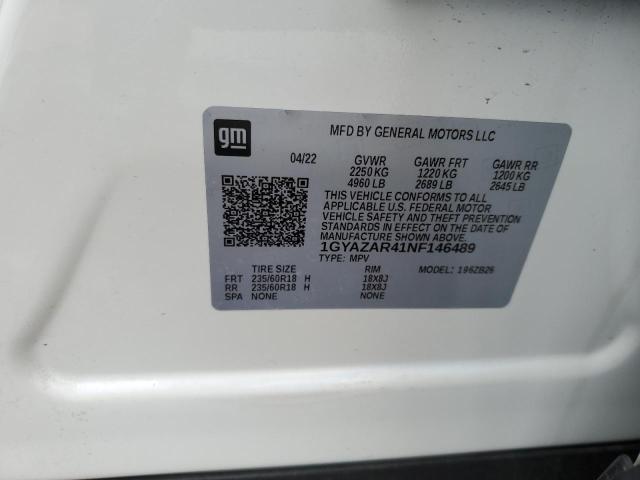 gm
MFD BY GENERAL MOTORS LLC
04/22 GVWR GAWR FRT GAWR RR
2250 KG 1220 KG 1200 KG
4960 LB 2689 LB 2645 LB
THIS VEHICLE CONFORMS TO ALL
APPLICABLE U.S. FEDERAL MOTOR
VEHICLE SAFETY AND THEFT PREVENTION
STANDARDS IN EFFECT ON THE DATE OF
MANUFACTURE SHOWN ABOVE.
1GYAZAR41NF146489
TYPE: MPV MODEL: 196ZB26
TIRE SIZE RIM
FRT 235/60R18 H 18X8J
RR 235/60R18 H 18X8J
SPA NONE NONE